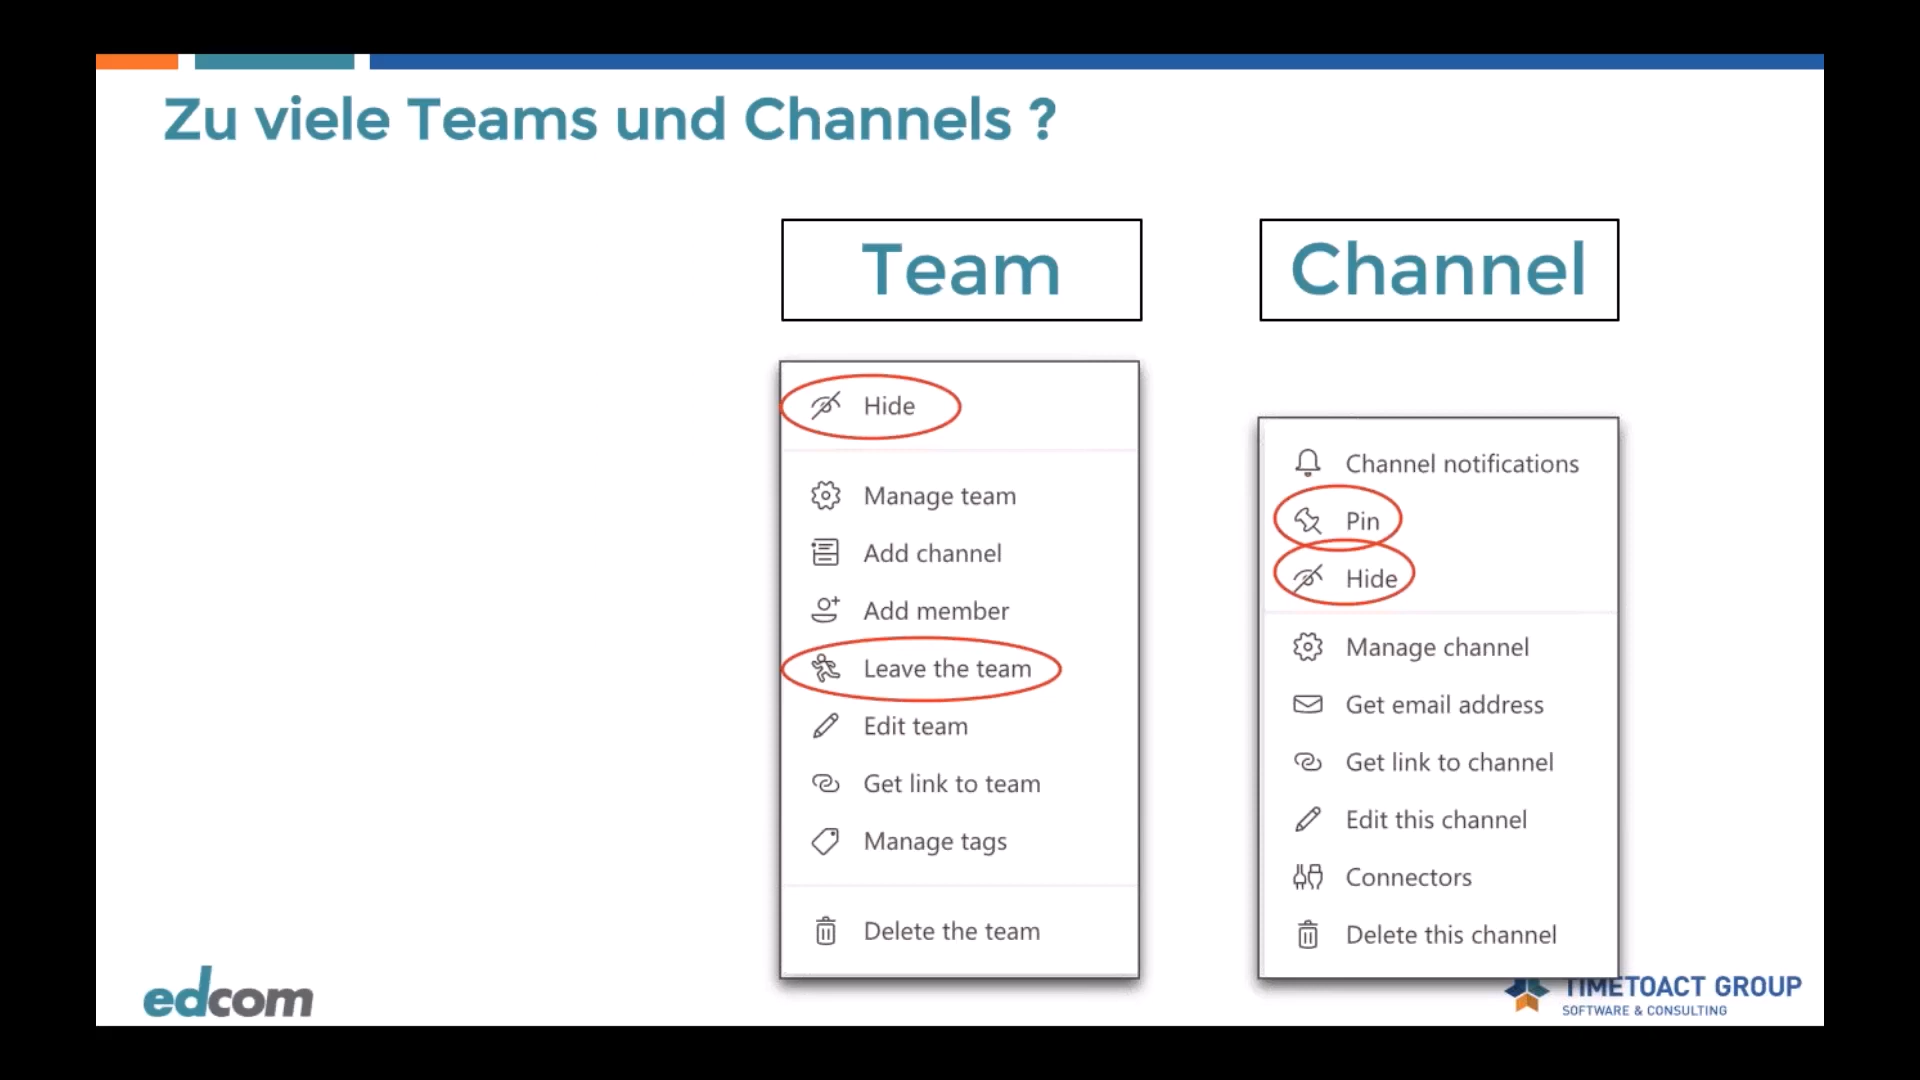 Zu viele Teams und Channels ?
Team
Hide
Manage team
Add channel
Add member
Leave the team
Edit team
Get link to team
Manage tags
Delete the team
Channel
Channel notifications
Pin
Hide
Manage channel
Get email address
Get link to channel
Edit this channel
Connectors
Delete this channel
edcom
TIMETOACT GROUP
SOFTWARE & CONSULTING